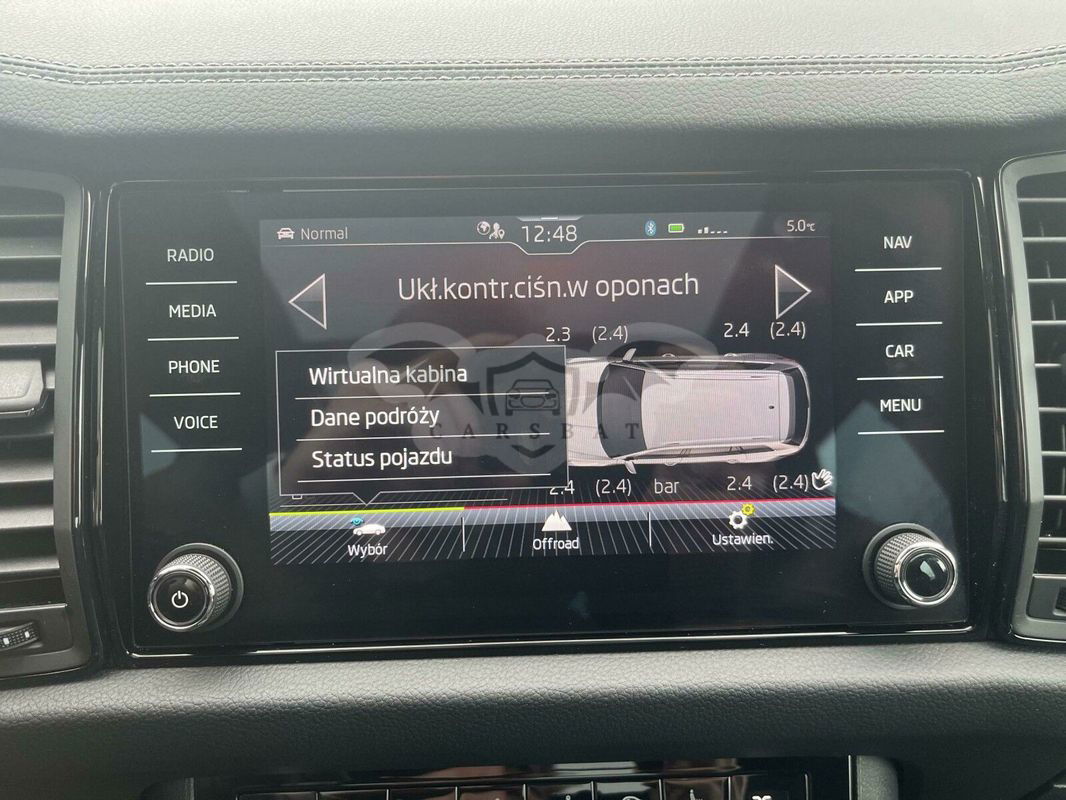 Normal
12:48
5.0°C
RADIO
MEDIA
PHONE
VOICE
NAV
APP
CAR
MENU
Ukł.kontr.ciśn.w oponach
2.3 (2.4)
2.4 (2.4)
Wirtualna kabina
Dane podróży
Status pojazdu
CARSBAT
2.4 (2.4) bar 2.4 (2.4)
Wybór
Offroad
Ustawien.